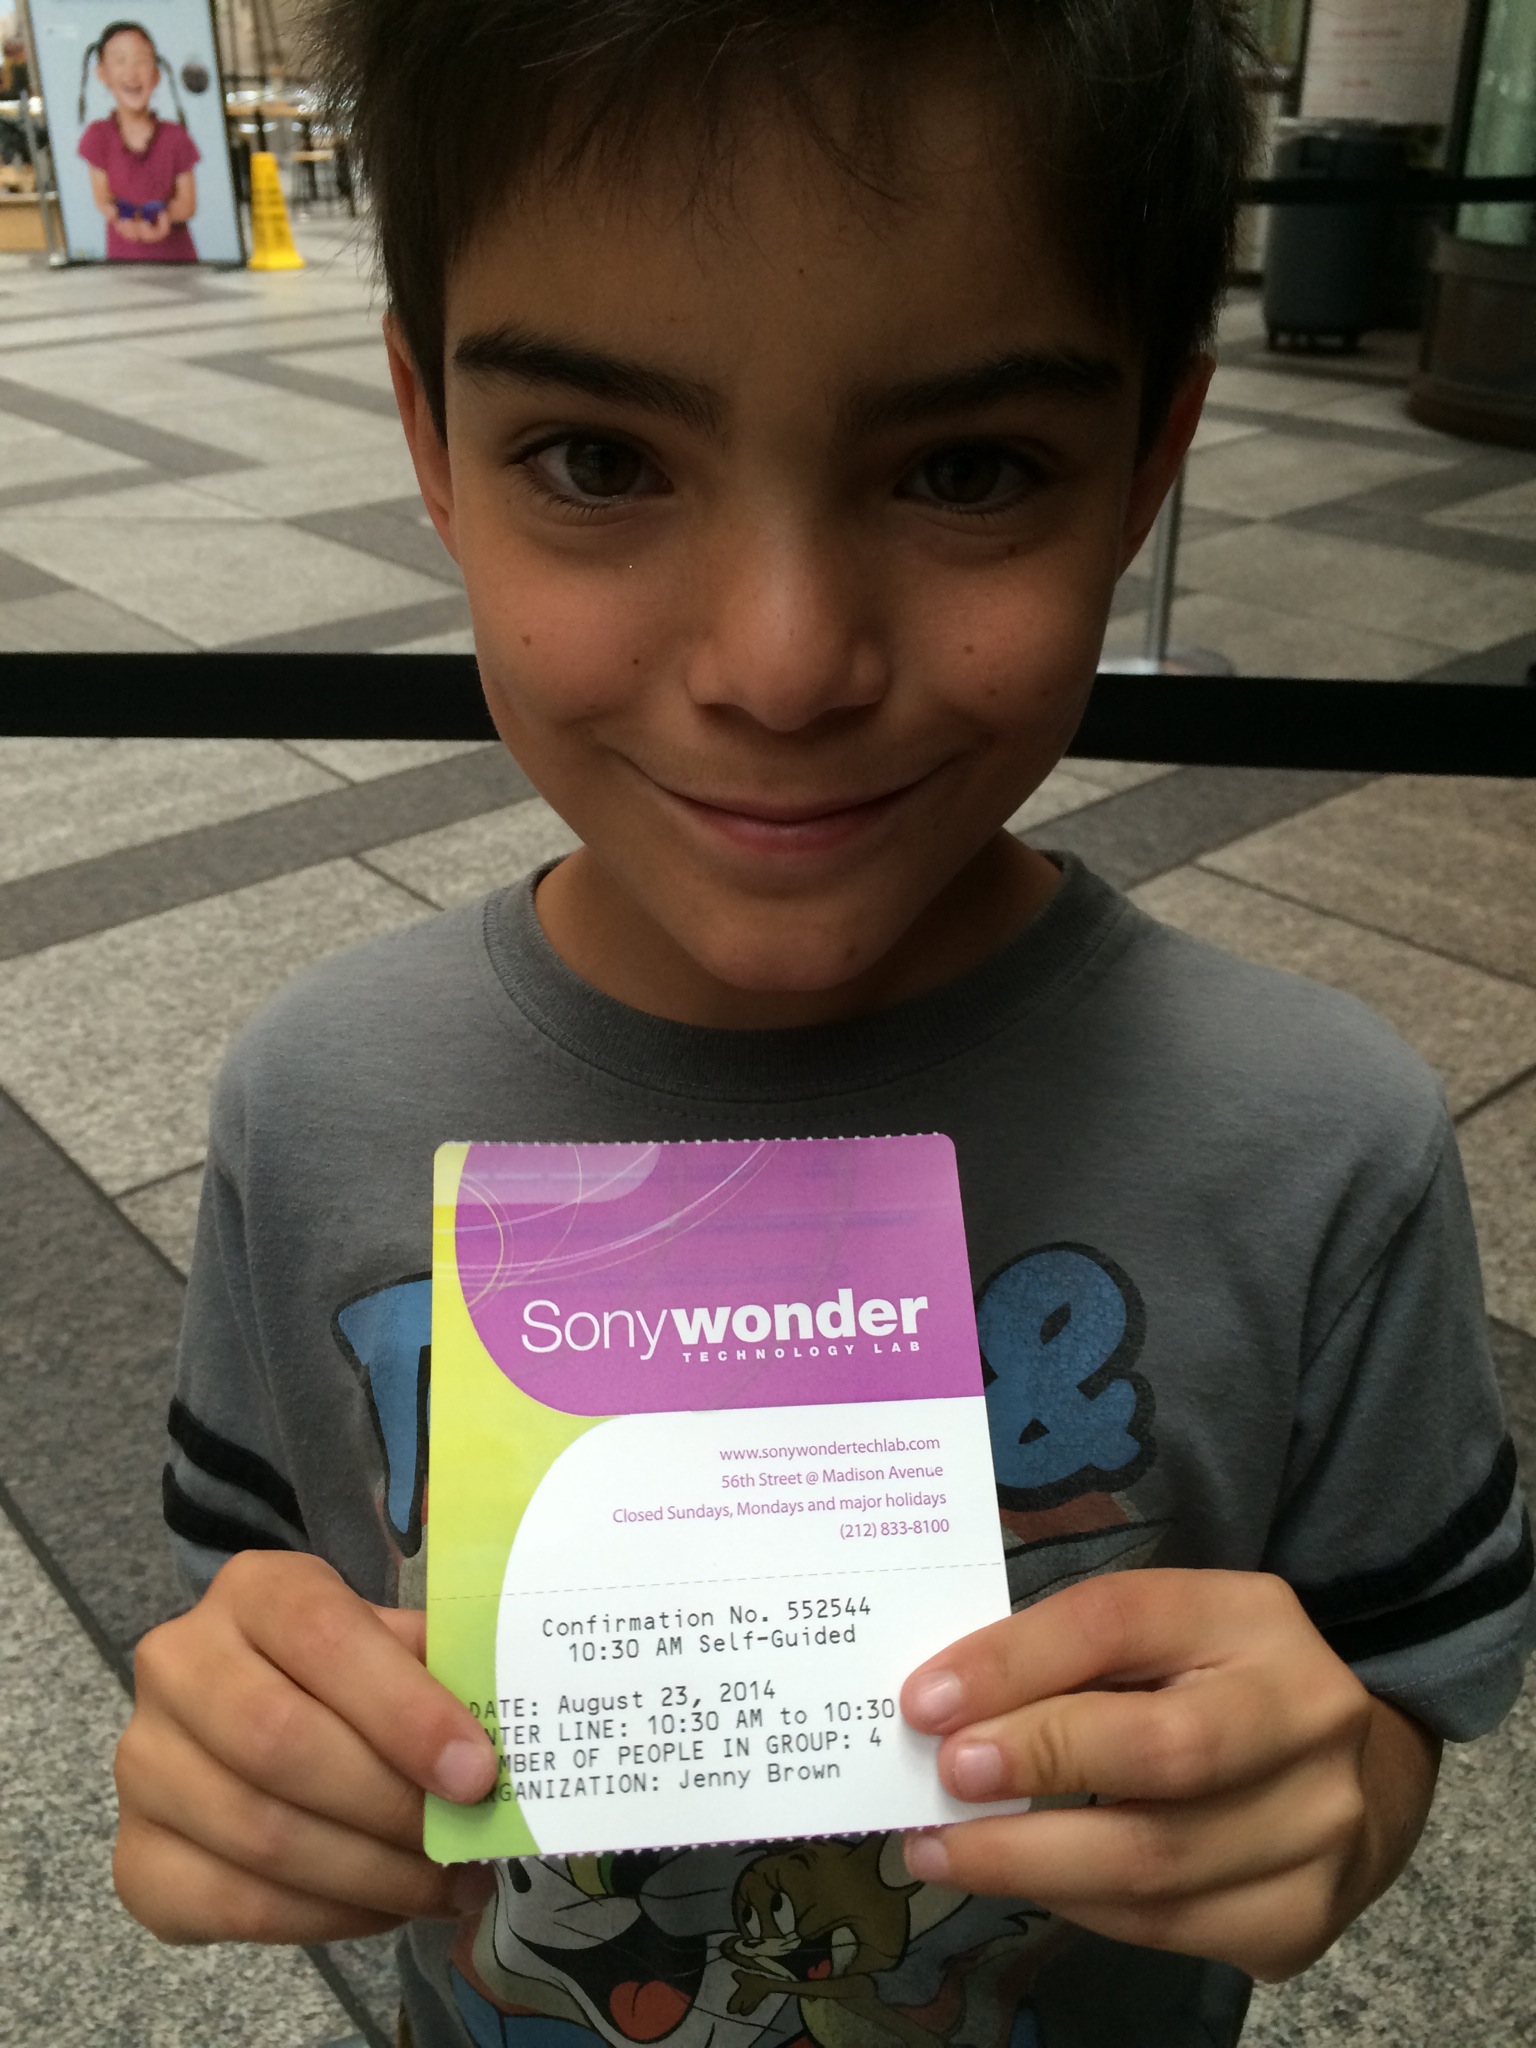 Sonywonder
TECHNOLOGY LAB
www.sonywondertechlab.com
56th Street @ Madison Avenue
Closed Sundays, Mondays and major holidays
(212) 833-8100
Confirmation No. 552544
10:30 AM Self-Guided
DATE: August 23, 2014
NTER LINE: 10:30 AM to 10:30
MBER OF PEOPLE IN GROUP: 4
RGANIZATION: Jenny Brown
&